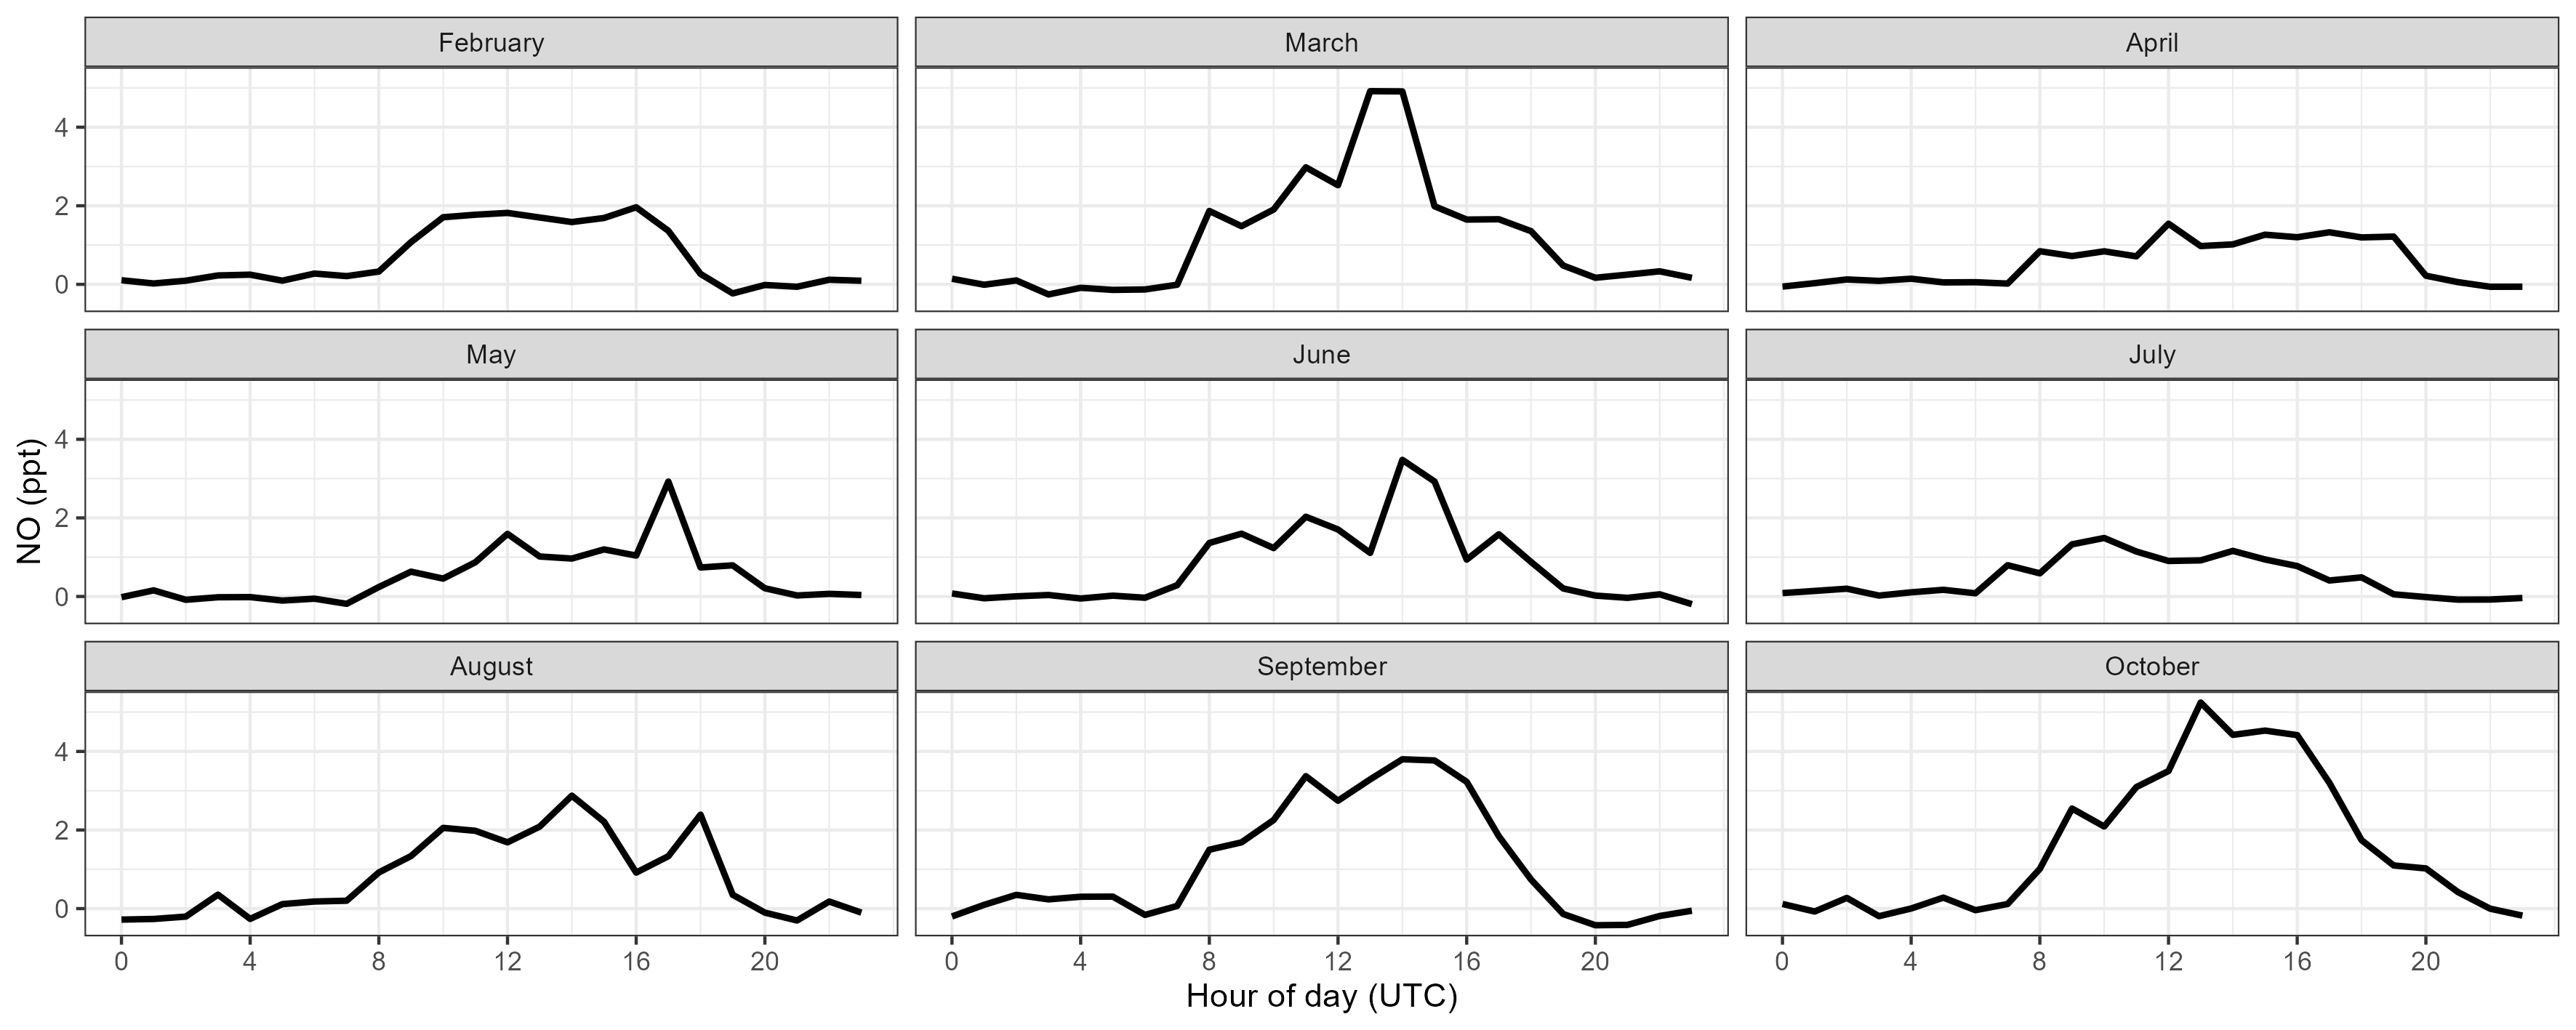 February
March
April
4
2
0
May
June
July
NO (ppt)
4
2
0
August
September
October
4
2
0
0 4 8 12 16 20
0 4 8 12 16 20
0 4 8 12 16 20
Hour of day (UTC)